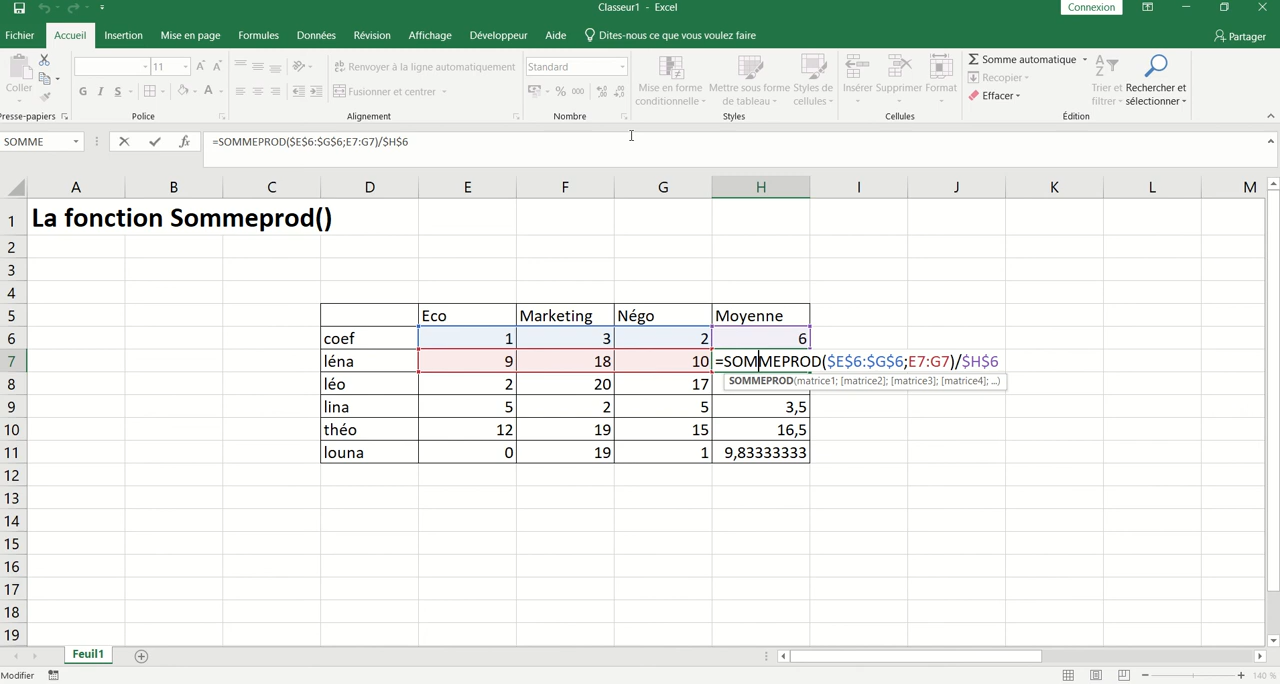 Classeur1 - Excel
Connexion
Fichier Accueil Insertion Mise en page Formules Données Révision Affichage Développeur Aide Dites-nous ce que vous voulez faire Partager
Coller
11
Renvoyer à la ligne automatiquement
Standard
Mise en forme conditionnelle
Mettre sous forme de tableau
Styles de cellules
Insérer Supprimer Format
Somme automatique
Recopier
Effacer
Trier et filtrer
Rechercher et sélectionner
G I S
Fusionner et centrer
% 000
Presse-papiers Police Alignement Nombre Styles Cellules Édition
SOMME fx =SOMMEPROD($E$6:$G$6;E7:G7)/$H$6
A B C D E F G H I J K L M
1 La fonction Sommeprod()
2
3
4
5 Eco Marketing Négo Moyenne
6 coef 1 3 2 6
7 léna 9 18 10 =SOMMEPROD($E$6:$G$6;E7:G7)/$H$6
8 léo 2 20 17
SOMMEPROD(matrice1; [matrice2]; [matrice3]; [matrice4]; ...)
9 lina 5 2 5 3,5
10 théo 12 19 15 16,5
11 louna 0 19 1 9,83333333
12
13
14
15
16
17
18
19
Feuil1
Modifier 140 %